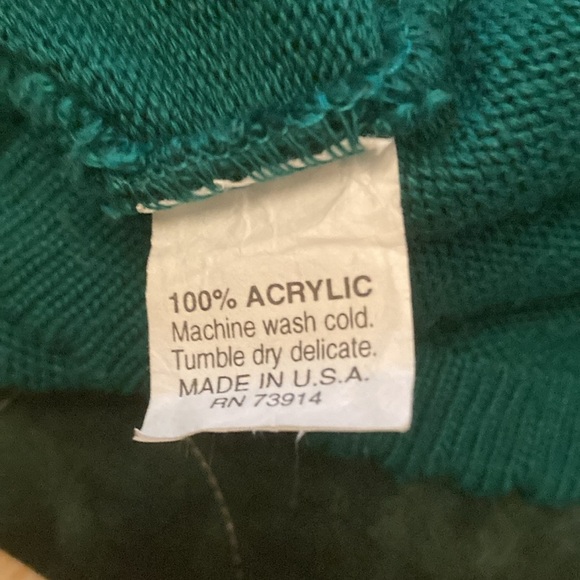 100% ACRYLIC
Machine wash cold.
Tumble dry delicate.
MADE IN U.S.A.
RN 73914